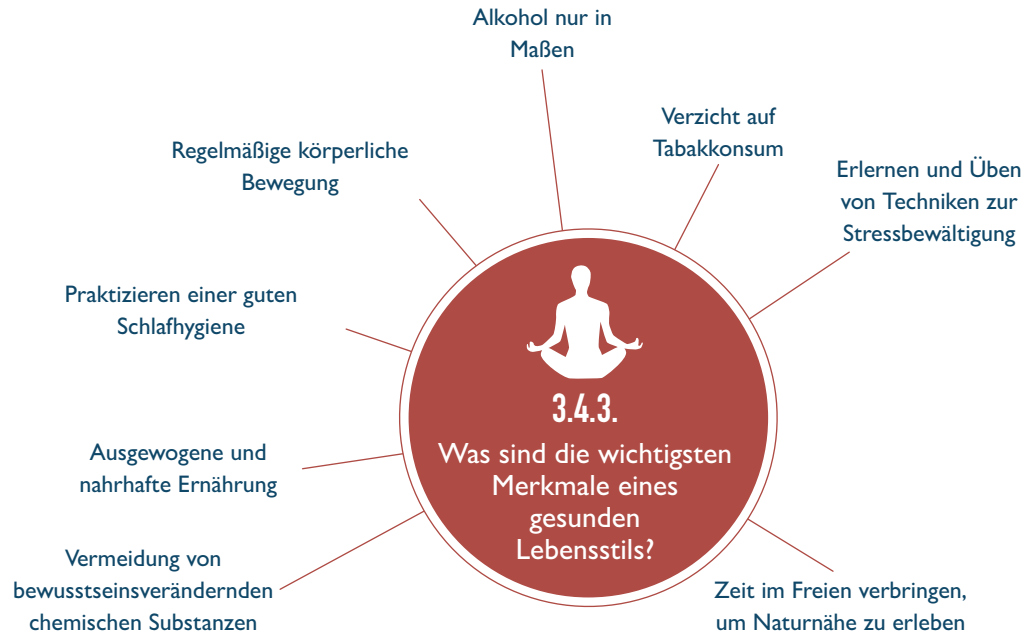 Alkohol nur in
Maßen
Verzicht auf
Tabakkonsum
Regelmäßige körperliche
Bewegung
Erlernen und Üben
von Techniken zur
Stressbewältigung
Praktizieren einer guten
Schlafhygiene
3.4.3.
Was sind die wichtigsten
Merkmale eines
gesunden
Lebensstils?
Ausgewogene und
nahrhafte Ernährung
Vermeidung von
bewusstseinsverändernden
chemischen Substanzen
Zeit im Freien verbringen,
um Naturnähe zu erleben